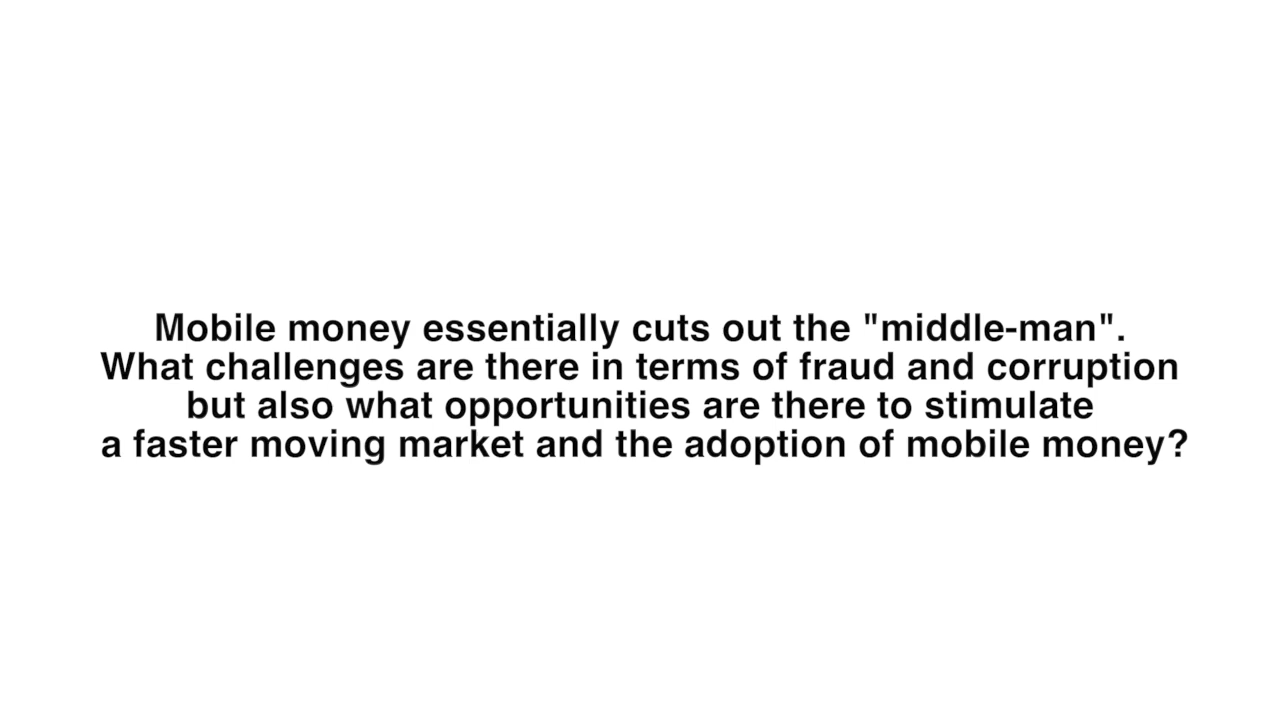 Mobile money essentially cuts out the "middle-man".
What challenges are there in terms of fraud and corruption
but also what opportunities are there to stimulate
a faster moving market and the adoption of mobile money?